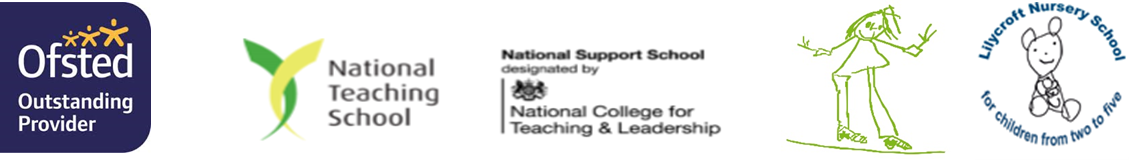 Ofsted
Outstanding
Provider
National
Teaching
School
National Support School
designated by
National College for
Teaching & Leadership
Lilycroft Nursery School
for children from two to five